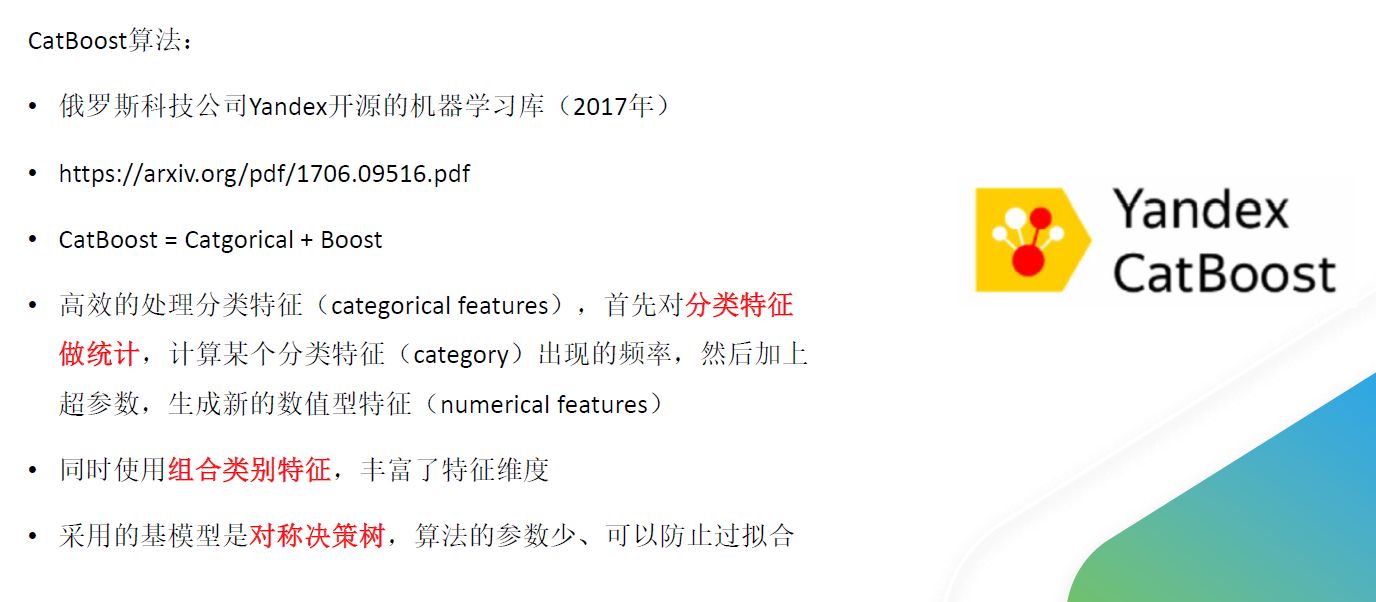 CatBoost算法：
• 俄罗斯科技公司Yandex开源的机器学习库（2017年）
• https://arxiv.org/pdf/1706.09516.pdf
• CatBoost = Catgorical + Boost
• 高效的处理分类特征（categorical features），首先对分类特征
做统计，计算某个分类特征（category）出现的频率，然后加上
超参数，生成新的数值型特征（numerical features）
• 同时使用组合类别特征，丰富了特征维度
• 采用的基模型是对称决策树，算法的参数少、可以防止过拟合
Yandex
CatBoost